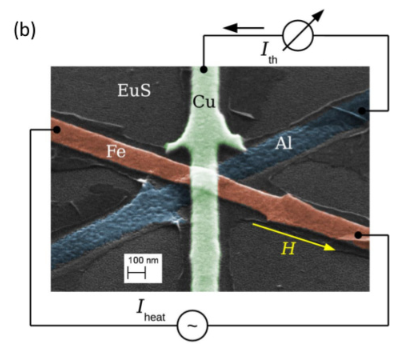 (b)
I_th
EuS
Cu
Fe
Al
100 nm
H
I_heat
~